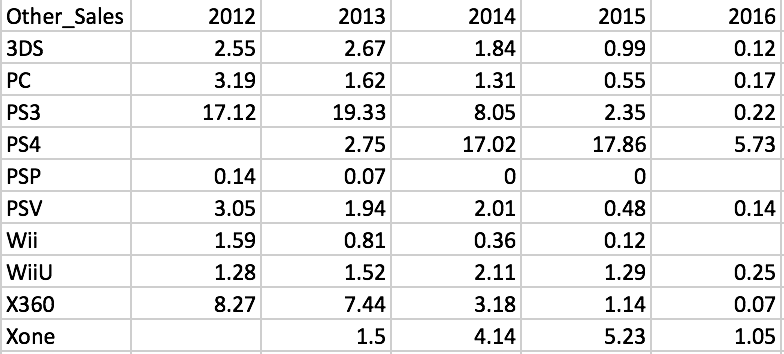 Other_Sales 2012 2013 2014 2015 2016
3DS 2.55 2.67 1.84 0.99 0.12
PC 3.19 1.62 1.31 0.55 0.17
PS3 17.12 19.33 8.05 2.35 0.22
PS4 2.75 17.02 17.86 5.73
PSP 0.14 0.07 0 0
PSV 3.05 1.94 2.01 0.48 0.14
Wii 1.59 0.81 0.36 0.12
WiiU 1.28 1.52 2.11 1.29 0.25
X360 8.27 7.44 3.18 1.14 0.07
Xone 1.5 4.14 5.23 1.05